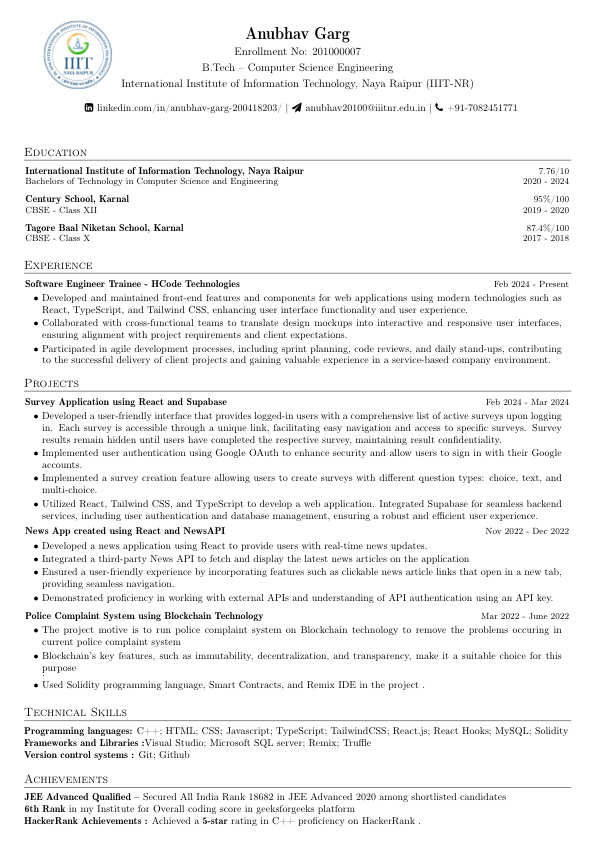 IIIT
NAYA RAIPUR
Anubhav Garg
Enrollment No: 201000007
B.Tech – Computer Science Engineering
International Institute of Information Technology, Naya Raipur (IIIT-NR)
linkedin.com/in/anubhav-garg-200418203/ | anubhav20100@iiitnr.edu.in | +91-7082451771
Education
International Institute of Information Technology, Naya Raipur 7.76/10
Bachelors of Technology in Computer Science and Engineering 2020 - 2024
Century School, Karnal 95%/100
CBSE - Class XII 2019 - 2020
Tagore Baal Niketan School, Karnal 87.4%/100
CBSE - Class X 2017 - 2018
Experience
Software Engineer Trainee - HCode Technologies Feb 2024 - Present
• Developed and maintained front-end features and components for web applications using modern technologies such as
React, TypeScript, and Tailwind CSS, enhancing user interface functionality and user experience.
• Collaborated with cross-functional teams to translate design mockups into interactive and responsive user interfaces,
ensuring alignment with project requirements and client expectations.
• Participated in agile development processes, including sprint planning, code reviews, and daily stand-ups, contributing
to the successful delivery of client projects and gaining valuable experience in a service-based company environment.
Projects
Survey Application using React and Supabase Feb 2024 - Mar 2024
• Developed a user-friendly interface that provides logged-in users with a comprehensive list of active surveys upon logging
in. Each survey is accessible through a unique link, facilitating easy navigation and access to specific surveys. Survey
results remain hidden until users have completed the respective survey, maintaining result confidentiality.
• Implemented user authentication using Google OAuth to enhance security and allow users to sign in with their Google
accounts.
• Implemented a survey creation feature allowing users to create surveys with different question types: choice, text, and
multi-choice.
• Utilized React, Tailwind CSS, and TypeScript to develop a web application. Integrated Supabase for seamless backend
services, including user authentication and database management, ensuring a robust and efficient user experience.
News App created using React and NewsAPI Nov 2022 - Dec 2022
• Developed a news application using React to provide users with real-time news updates.
• Integrated a third-party News API to fetch and display the latest news articles on the application
• Ensured a user-friendly experience by incorporating features such as clickable news article links that open in a new tab,
providing seamless navigation.
• Demonstrated proficiency in working with external APIs and understanding of API authentication using an API key.
Police Complaint System using Blockchain Technology Mar 2022 - June 2022
• The project motive is to run police complaint system on Blockchain technology to remove the problems occuring in
current police complaint system
• Blockchain's key features, such as immutability, decentralization, and transparency, make it a suitable choice for this
purpose
.
• Used Solidity programming language, Smart Contracts, and Remix IDE in the project .
Technical Skills
Programming languages: C++; HTML; CSS; Javascript; TypeScript; TailwindCSS; React.js; React Hooks; MySQL; Solidity
Frameworks and Libraries :Visual Studio; Microsoft SQL server; Remix; Truffle
Version control systems : Git; Github
Achievements
JEE Advanced Qualified – Secured All India Rank 18682 in JEE Advanced 2020 among shortlisted candidates
6th Rank in my Institute for Overall coding score in geeksforgeeks platform
HackerRank Achievements : Achieved a 5-star rating in C++ proficiency on HackerRank .